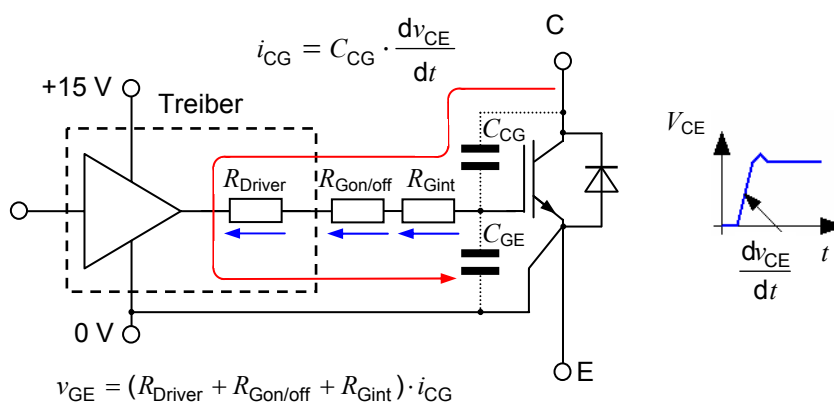 C
i_CG = C_CG · dv_CE/dt
+15 V
Treiber
C_CG
V_CE
R_Driver
R_Gon/off
R_Gint
C_GE
t
dv_CE/dt
0 V
E
v_GE = (R_Driver + R_Gon/off + R_Gint) · i_CG